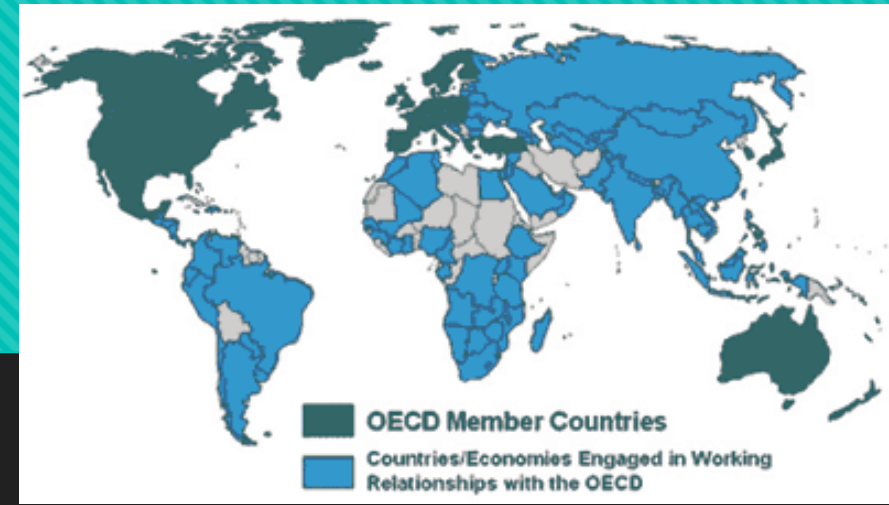 OECD Member Countries
Countries/Economies Engaged in Working
Relationships with the OECD